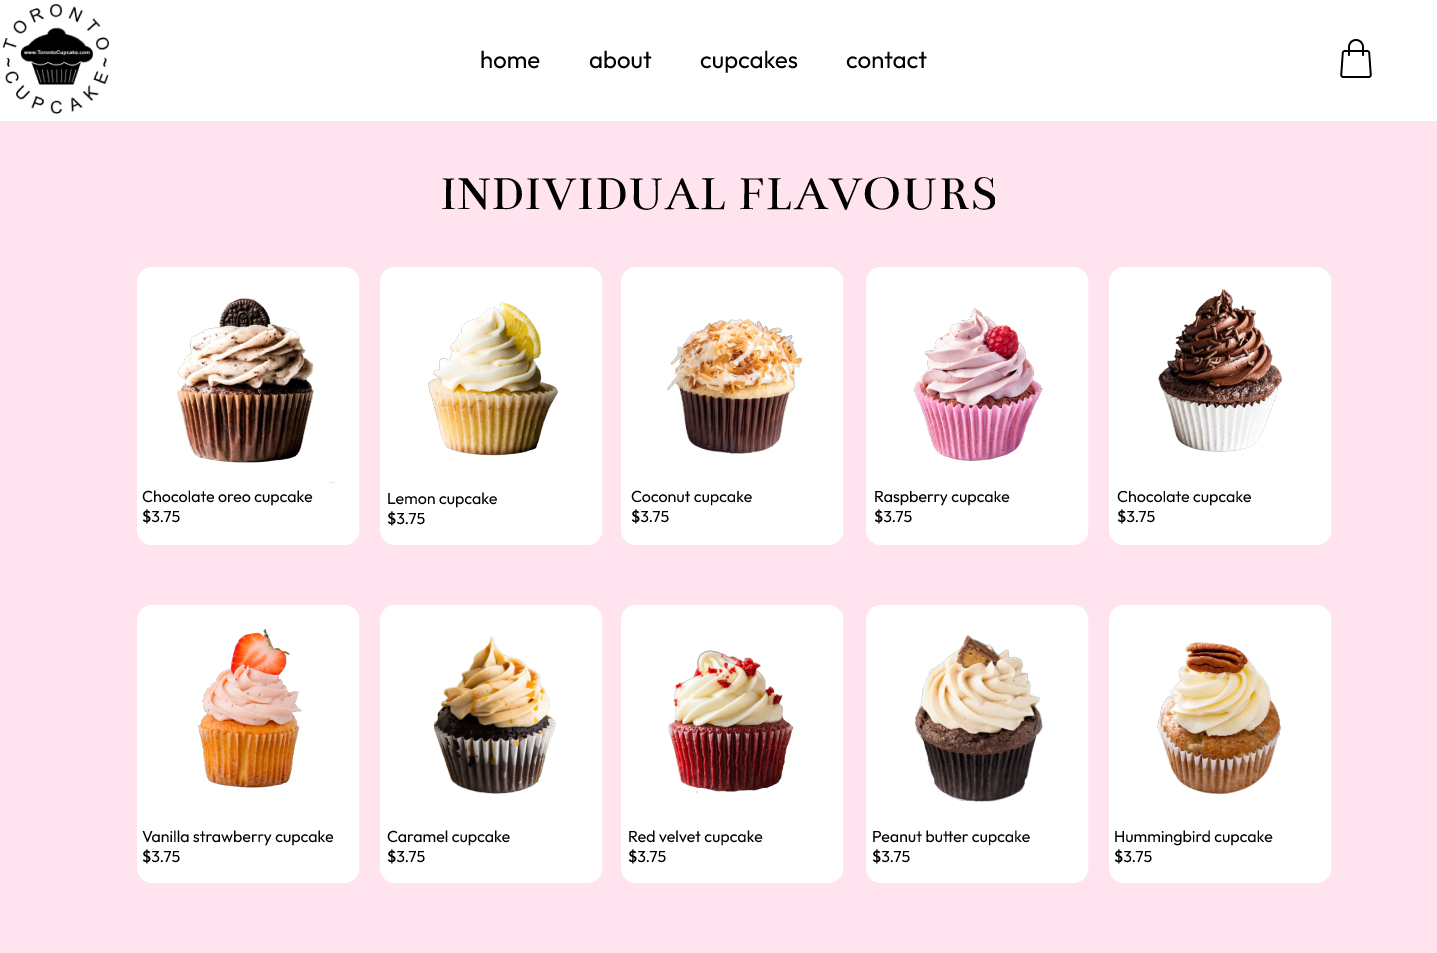 TORONTO
www.TorontoCupcake.com
~CUPCAKE~
home about cupcakes contact
INDIVIDUAL FLAVOURS
Chocolate oreo cupcake
$3.75
Lemon cupcake
$3.75
Coconut cupcake
$3.75
Raspberry cupcake
$3.75
Chocolate cupcake
$3.75
Vanilla strawberry cupcake
$3.75
Caramel cupcake
$3.75
Red velvet cupcake
$3.75
Peanut butter cupcake
$3.75
Hummingbird cupcake
$3.75